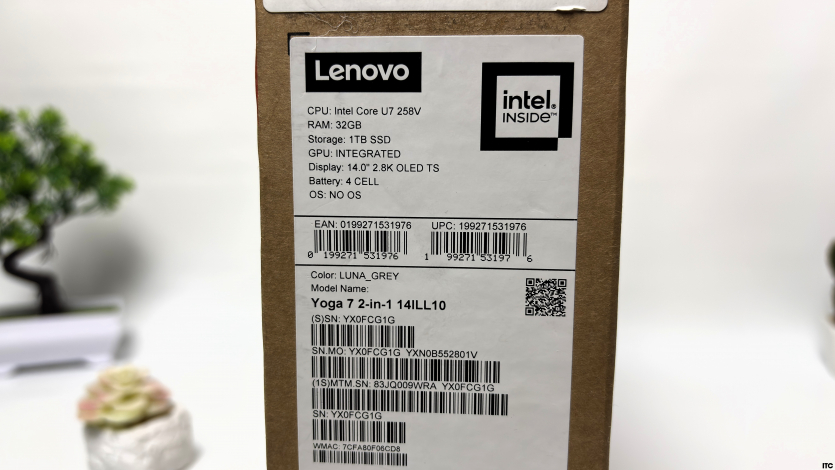 Lenovo
intel.
INSIDE™
CPU: Intel Core U7 258V
RAM: 32GB
Storage: 1TB SSD
GPU: INTEGRATED
Display: 14.0" 2.8K OLED TS
Battery: 4 CELL
OS: NO OS
EAN: 0199271531976 UPC: 199271531976
0 199271 531976 1 99271 53197 6
Color: LUNA_GREY
Model Name:
Yoga 7 2-in-1 14ILL10
(S)SN: YX0FCG1G
SN.MO: YX0FCG1G YXN0B552801V
(1S)MTM.SN: 83JQ009WRA YX0FCG1G
SN: YX0FCG1G
WMAC: 7CFA80F06CD8